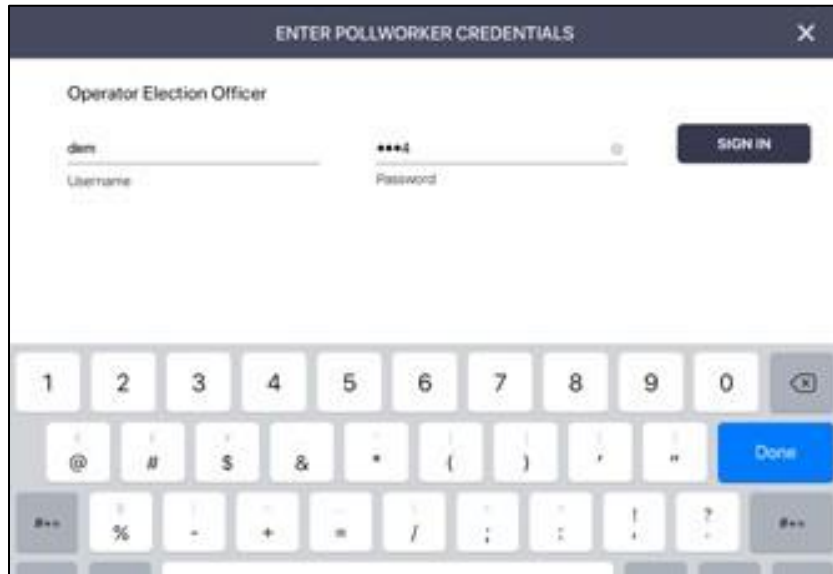 ENTER POLLWORKER CREDENTIALS
Operator Election Officer
dem
•••4
SIGN IN
Username
Password
1 2 3 4 5 6 7 8 9 0
@ # $ & * ( ) ' "
Done
#+=
% - + = / ; : ! , ? .
#+=